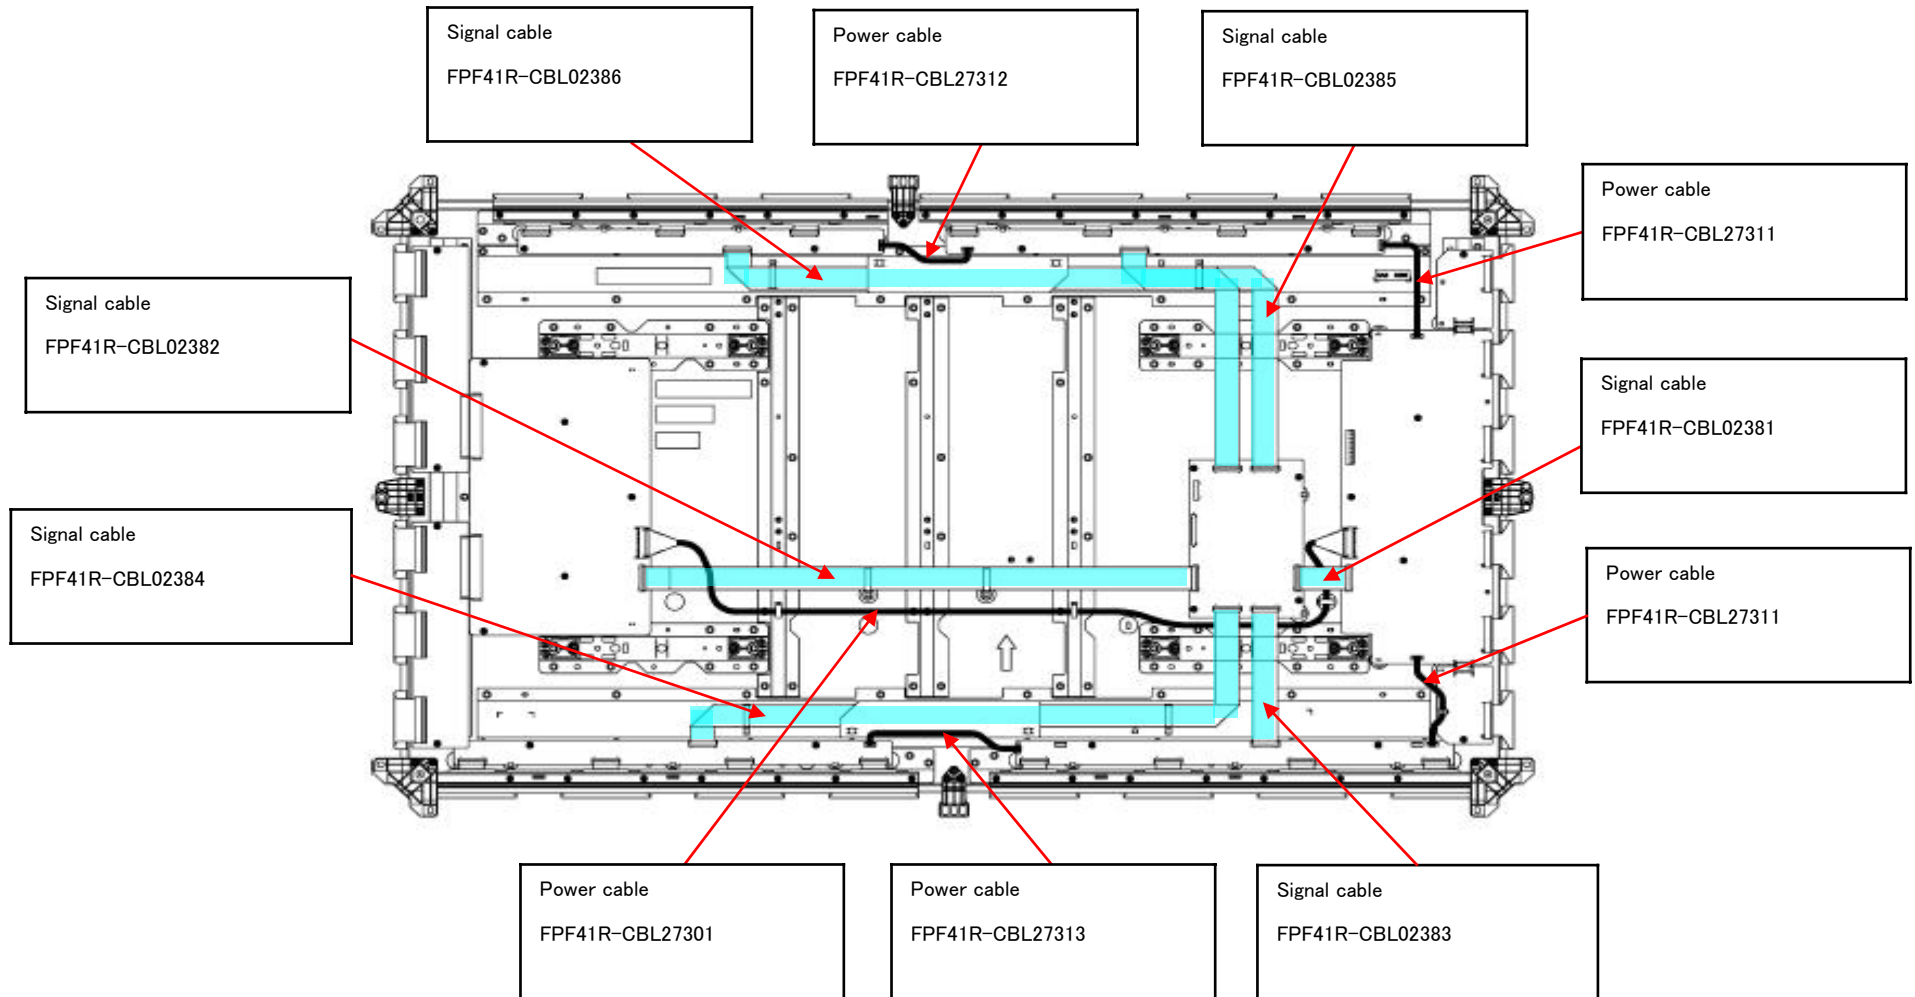 Signal cable
FPF41R-CBL02386
Power cable
FPF41R-CBL27312
Signal cable
FPF41R-CBL02385
Power cable
FPF41R-CBL27311
Signal cable
FPF41R-CBL02382
Signal cable
FPF41R-CBL02381
Signal cable
FPF41R-CBL02384
Power cable
FPF41R-CBL27311
Power cable
FPF41R-CBL27301
Power cable
FPF41R-CBL27313
Signal cable
FPF41R-CBL02383